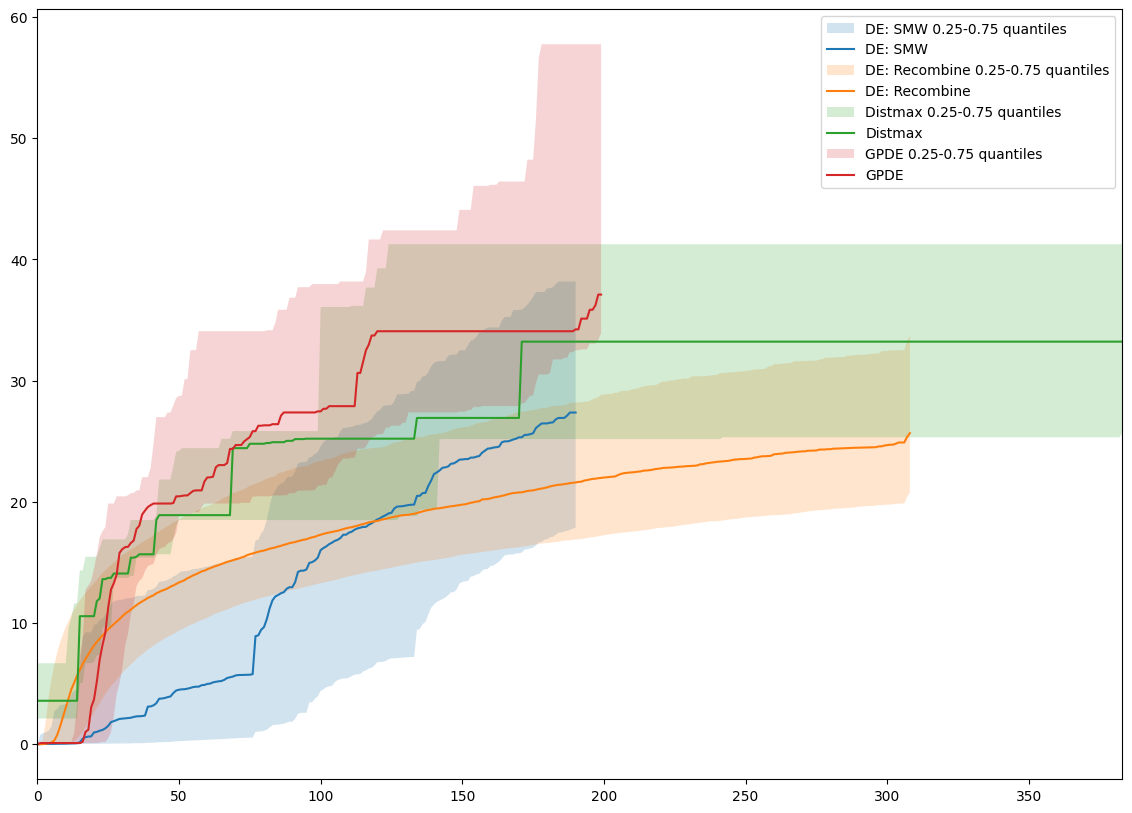 60
50
40
30
20
10
0
0
50
100
150
200
250
300
350
DE: SMW 0.25-0.75 quantiles
DE: SMW
DE: Recombine 0.25-0.75 quantiles
DE: Recombine
Distmax 0.25-0.75 quantiles
Distmax
GPDE 0.25-0.75 quantiles
GPDE